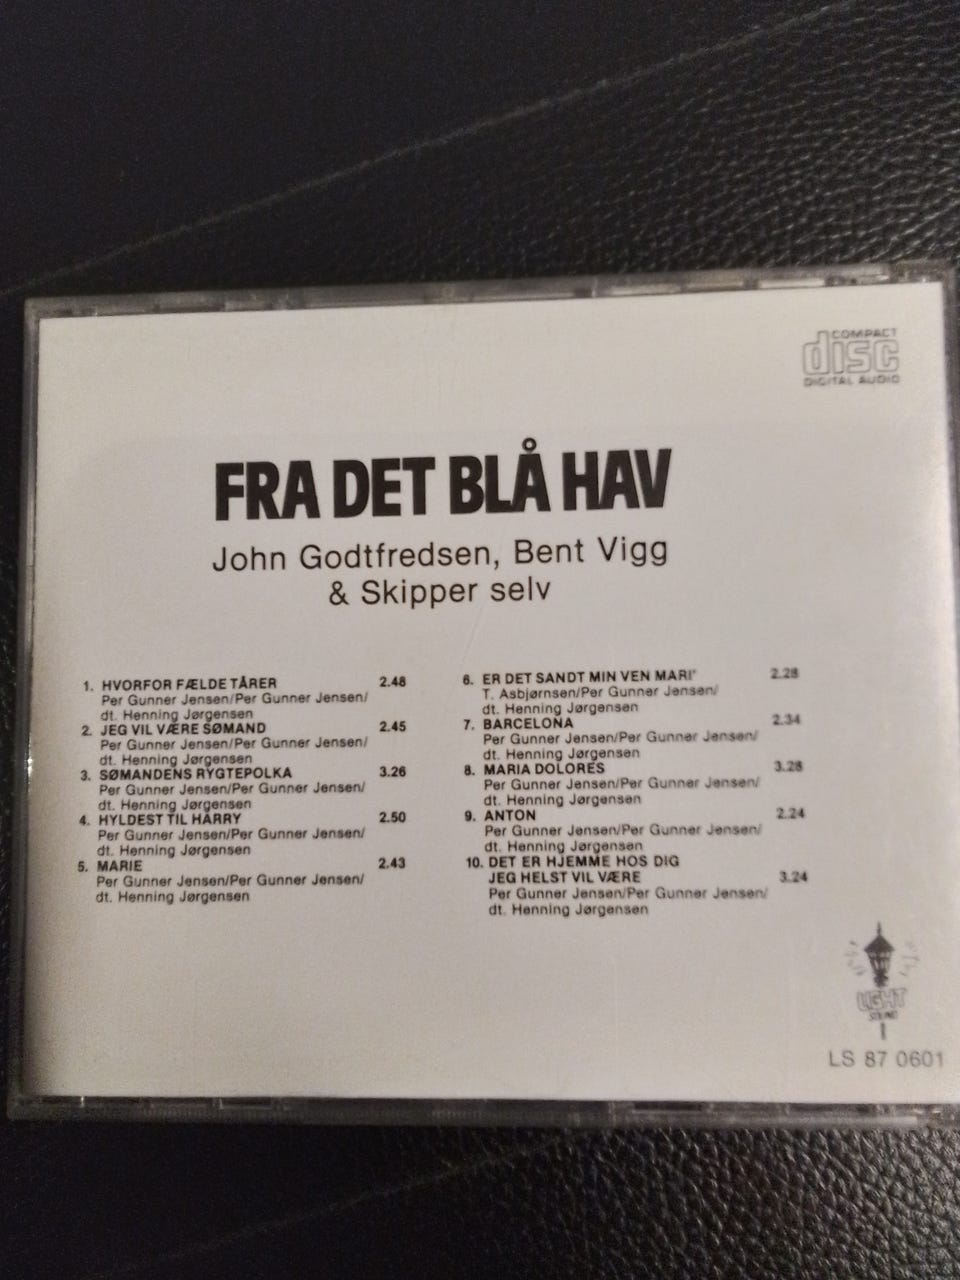 COMPACT
disc
DIGITAL AUDIO
FRA DET BLÅ HAV
John Godtfredsen, Bent Vigg
& Skipper selv
1. HVORFOR FÆLDE TÅRER 2.48
Per Gunner Jensen/Per Gunner Jensen/
dt. Henning Jørgensen
2. JEG VIL VÆRE SØMAND 2.45
Per Gunner Jensen/Per Gunner Jensen/
dt. Henning Jørgensen
3. SØMANDENS RYGTEPOLKA 3.26
Per Gunner Jensen/Per Gunner Jensen/
dt. Henning Jørgensen
4. HYLDEST TIL HARRY 2.50
Per Gunner Jensen/Per Gunner Jensen/
dt. Henning Jørgensen
5. MARIE 2.43
Per Gunner Jensen/Per Gunner Jensen/
dt. Henning Jørgensen
6. ER DET SANDT MIN VEN MARI' 2.28
T. Asbjørnsen/Per Gunner Jensen/
dt. Henning Jørgensen
7. BARCELONA 2.34
Per Gunner Jensen/Per Gunner Jensen/
dt. Henning Jørgensen
8. MARIA DOLORES 3.28
Per Gunner Jensen/Per Gunner Jensen/
dt. Henning Jørgensen
9. ANTON 2.24
Per Gunner Jensen/Per Gunner Jensen/
dt. Henning Jørgensen
10. DET ER HJEMME HOS DIG
JEG HELST VIL VÆRE 3.24
Per Gunner Jensen/Per Gunner Jensen/
dt. Henning Jørgensen
LIGHT
SOUND
LS 87 0601